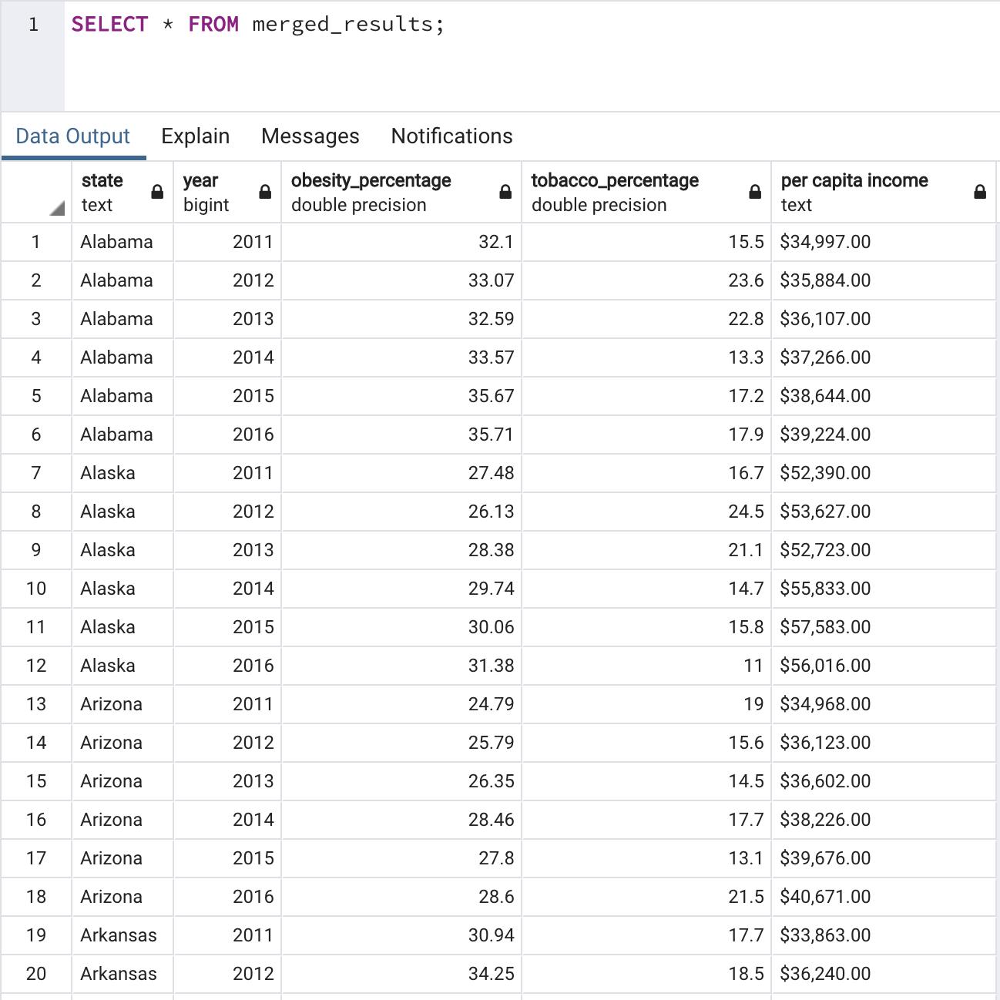 1 SELECT * FROM merged_results;
Data Output Explain Messages Notifications
state year obesity_percentage tobacco_percentage per capita income
text bigint double precision double precision text
1 Alabama 2011 32.1 15.5 $34,997.00
2 Alabama 2012 33.07 23.6 $35,884.00
3 Alabama 2013 32.59 22.8 $36,107.00
4 Alabama 2014 33.57 13.3 $37,266.00
5 Alabama 2015 35.67 17.2 $38,644.00
6 Alabama 2016 35.71 17.9 $39,224.00
7 Alaska 2011 27.48 16.7 $52,390.00
8 Alaska 2012 26.13 24.5 $53,627.00
9 Alaska 2013 28.38 21.1 $52,723.00
10 Alaska 2014 29.74 14.7 $55,833.00
11 Alaska 2015 30.06 15.8 $57,583.00
12 Alaska 2016 31.38 11 $56,016.00
13 Arizona 2011 24.79 19 $34,968.00
14 Arizona 2012 25.79 15.6 $36,123.00
15 Arizona 2013 26.35 14.5 $36,602.00
16 Arizona 2014 28.46 17.7 $38,226.00
17 Arizona 2015 27.8 13.1 $39,676.00
18 Arizona 2016 28.6 21.5 $40,671.00
19 Arkansas 2011 30.94 17.7 $33,863.00
20 Arkansas 2012 34.25 18.5 $36,240.00